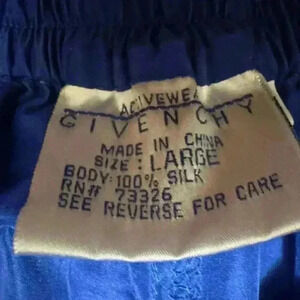 ACTIVEWEAR
GIVENCHY
MADE IN CHINA
SIZE: LARGE
BODY: 100% SILK
RN# 73326
SEE REVERSE FOR CARE